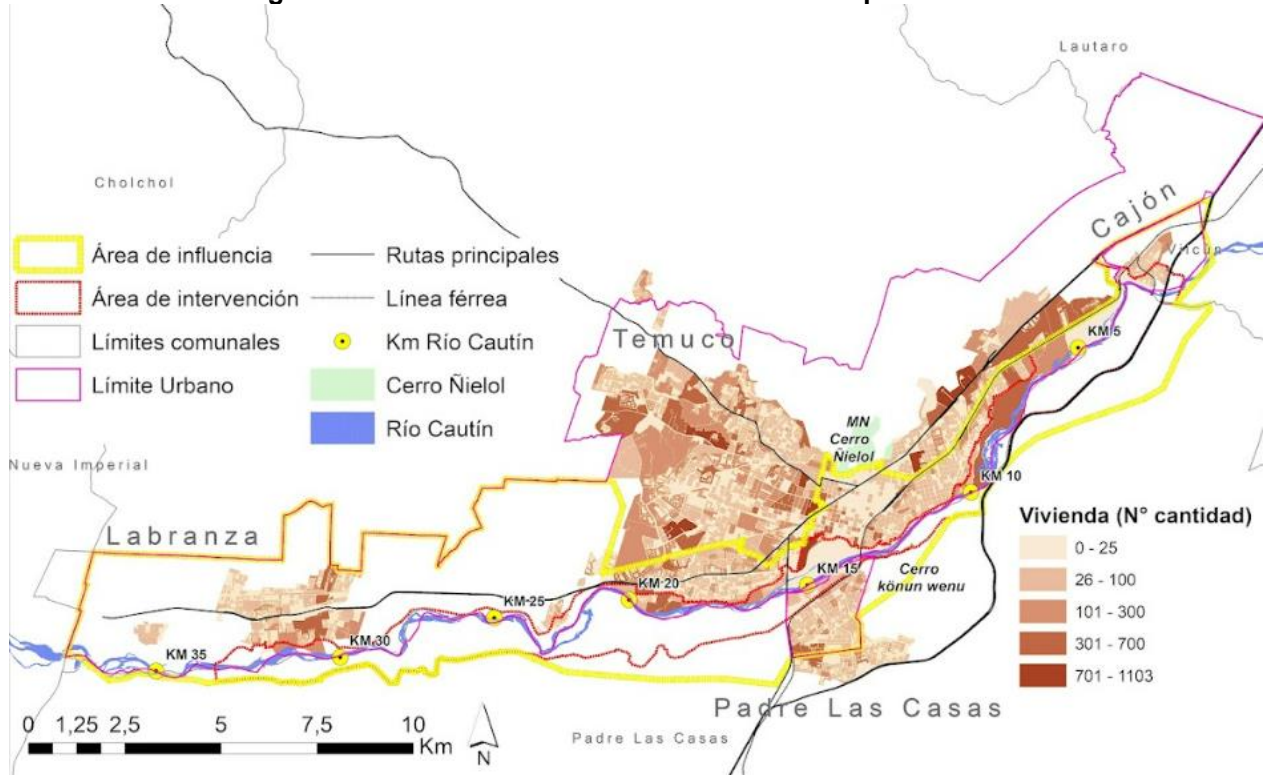 Lautaro
Cholchol
Cajón
Vilcún
Área de influencia
Rutas principales
Área de intervención
Línea férrea
Límites comunales
Km Río Cautín
Límite Urbano
Cerro Ñielol
Río Cautín
Temuco
KM 5
MN
Cerro
Ñielol
Nueva Imperial
KM 10
Labranza
Vivienda (N° cantidad)
0 - 25
26 - 100
101 - 300
301 - 700
701 - 1103
Cerro
könun wenu
KM 15
KM 20
KM 25
KM 30
KM 35
Padre Las Casas
Padre Las Casas
0 1,25 2,5 5 7,5 10
Km
N